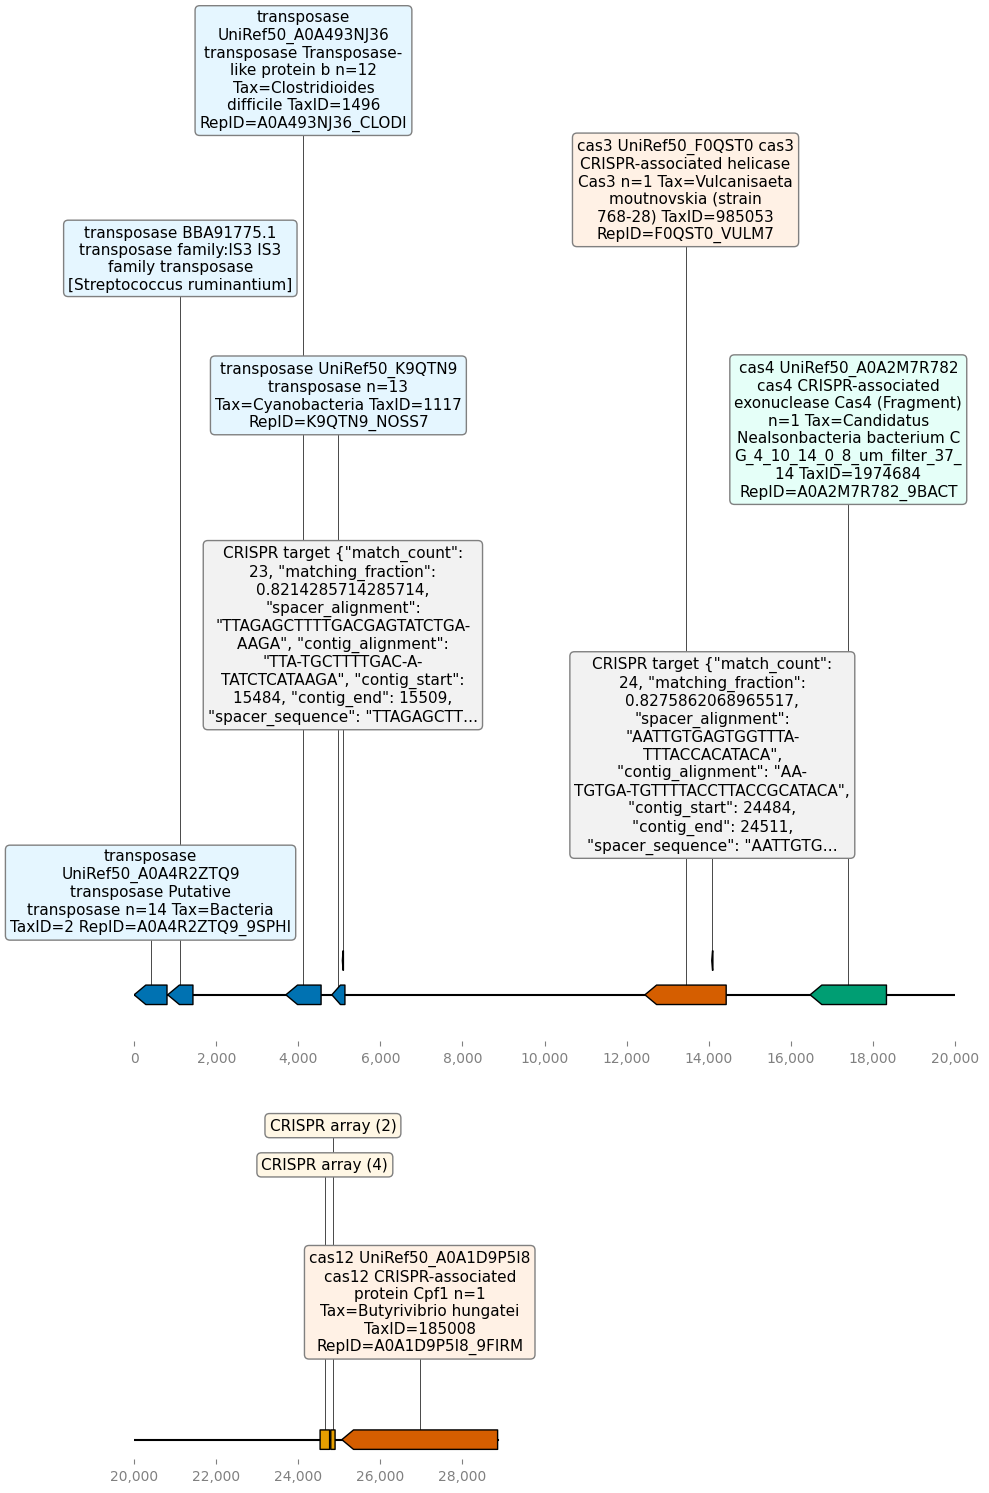 transposase
UniRef50_A0A493NJ36
transposase Transposase-
like protein b n=12
Tax=Clostridioides
difficile TaxID=1496
RepID=A0A493NJ36_CLODI
cas3 UniRef50_F0QST0 cas3
CRISPR-associated helicase
Cas3 n=1 Tax=Vulcanisaeta
moutnovskia (strain
768-28) TaxID=985053
RepID=F0QST0_VULM7
transposase BBA91775.1
transposase family:IS3 IS3
family transposase
[Streptococcus ruminantium]
transposase UniRef50_K9QTN9
transposase n=13
Tax=Cyanobacteria TaxID=1117
RepID=K9QTN9_NOSS7
cas4 UniRef50_A0A2M7R782
cas4 CRISPR-associated
exonuclease Cas4 (Fragment)
n=1 Tax=Candidatus
Nealsonbacteria bacterium C
G_4_10_14_0_8_um_filter_37_
14 TaxID=1974684
RepID=A0A2M7R782_9BACT
CRISPR target {"match_count":
23, "matching_fraction":
0.8214285714285714,
"spacer_alignment":
"TTAGAGCTTTTGACGAGTATCTGA-
AAGA", "contig_alignment":
"TTA-TGCTTTTGAC-A-
TATCTCATAAGA", "contig_start":
15484, "contig_end": 15509,
"spacer_sequence": "TTAGAGCTT...
CRISPR target {"match_count":
24, "matching_fraction":
0.8275862068965517,
"spacer_alignment":
"AATTGTGAGTGGTTTA-
TTTACCACATACA",
"contig_alignment": "AA-
TGTGA-TGTTTTACCTTACCGCATACA",
"contig_start": 24484,
"contig_end": 24511,
"spacer_sequence": "AATTGTG...
transposase
UniRef50_A0A4R2ZTQ9
transposase Putative
transposase n=14 Tax=Bacteria
TaxID=2 RepID=A0A4R2ZTQ9_9SPHI
0 2,000 4,000 6,000 8,000 10,000 12,000 14,000 16,000 18,000 20,000
CRISPR array (2)
CRISPR array (4)
cas12 UniRef50_A0A1D9P5I8
cas12 CRISPR-associated
protein Cpf1 n=1
Tax=Butyrivibrio hungatei
TaxID=185008
RepID=A0A1D9P5I8_9FIRM
20,000 22,000 24,000 26,000 28,000